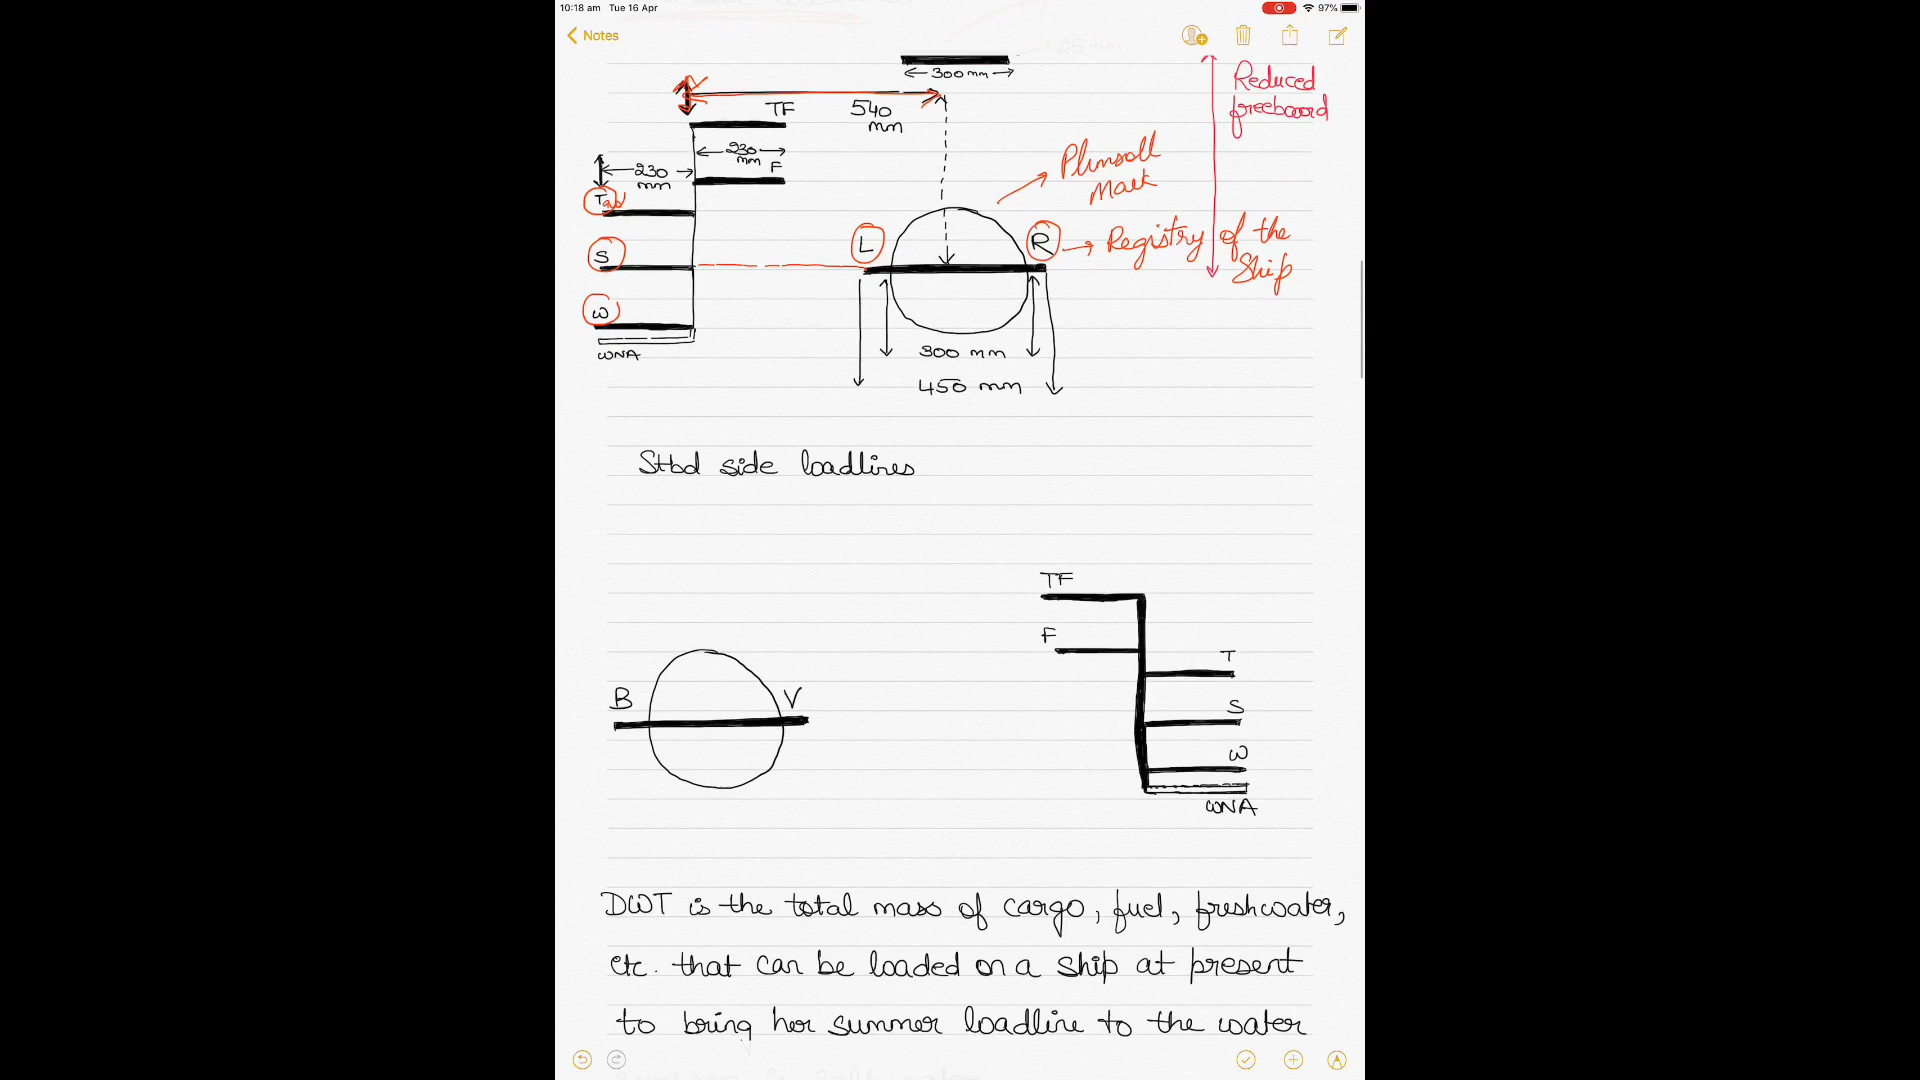 10:18 am Tue 16 Apr
97%
Notes
300 mm
Reduced
freeboard
TF
540
mm
230
mm
F
230
mm
Plimsoll
Mark
T
S
L
R → Registry of the
Ship
W
WNA
300 mm
450 mm
Stbd side loadlines
TF
F
T
B
V
S
W
WNA
DWT is the total mass of cargo, fuel, freshwater,
etc. that can be loaded on a ship at present
to bring her summer loadline to the water